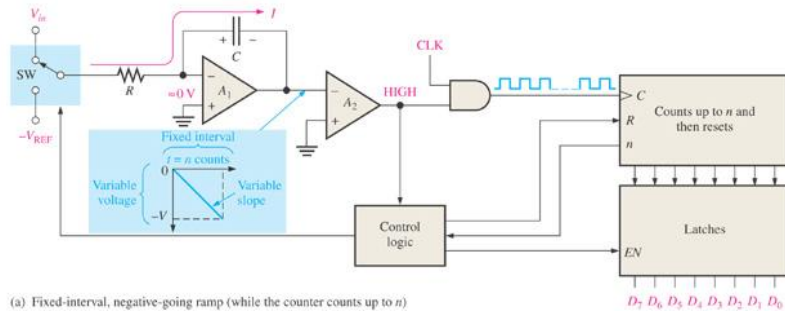 V_in
I
SW
R
C
+ −
≈0 V
−
+
A₁
−V_REF
−
+
A₂
HIGH
CLK
C
R
n
Counts up to n and
then resets
Fixed interval
t = n counts
0
Variable
voltage
Variable
slope
−V
Control
logic
EN
Latches
D₇ D₆ D₅ D₄ D₃ D₂ D₁ D₀
(a) Fixed-interval, negative-going ramp (while the counter counts up to n)